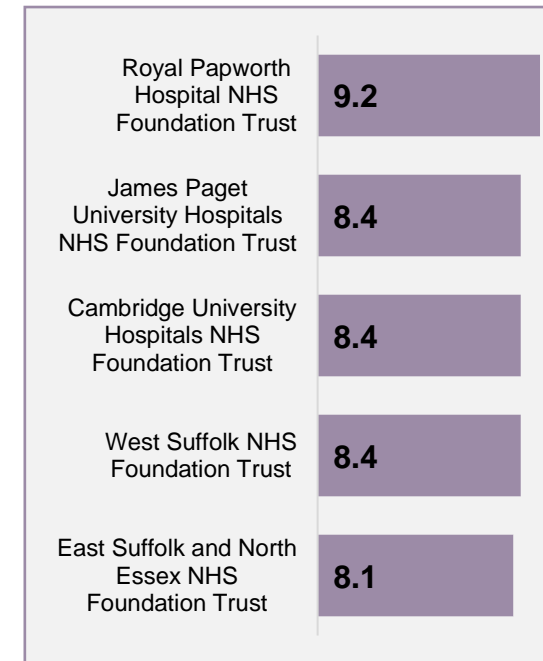 Royal Papworth
Hospital NHS
Foundation Trust
9.2
James Paget
University Hospitals
NHS Foundation Trust
8.4
Cambridge University
Hospitals NHS
Foundation Trust
8.4
West Suffolk NHS
Foundation Trust
8.4
East Suffolk and North
Essex NHS
Foundation Trust
8.1